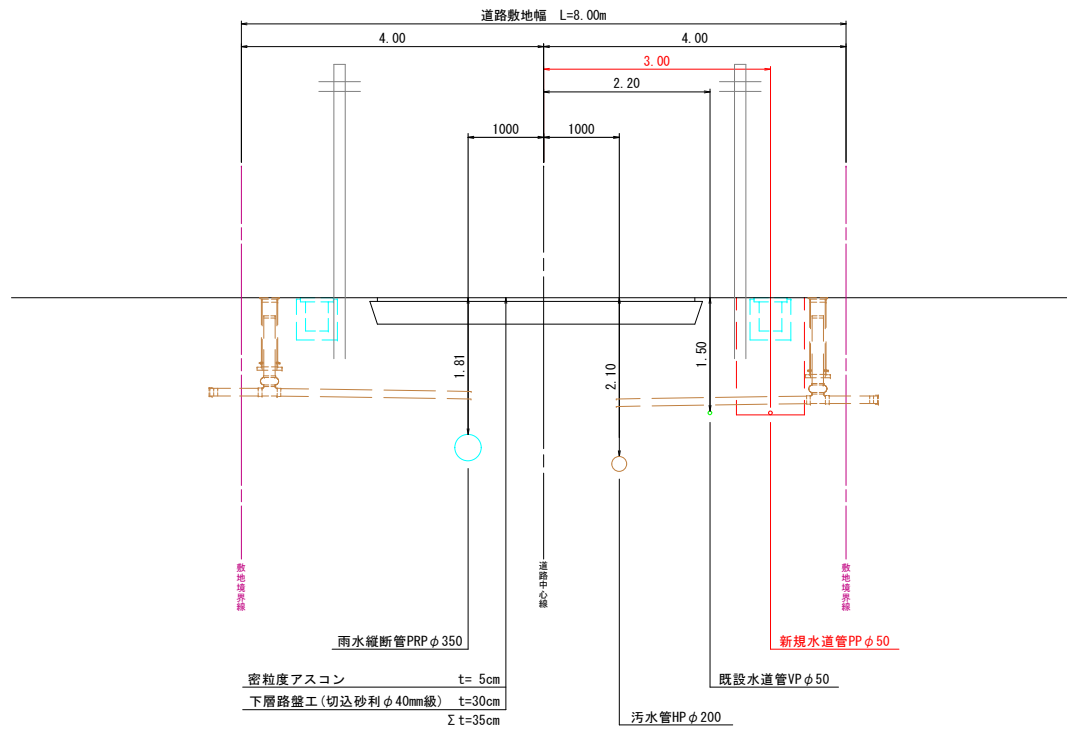 道路敷地幅 L=8.00m
4.00
4.00
3.00
2.20
1000
1000
1.81
2.10
1.50
敷地境界線
道路中心線
敷地境界線
雨水縦断管PRPφ350
新規水道管PPφ50
密粒度アスコン t= 5cm
既設水道管VPφ50
下層路盤工(切込砂利φ40mm級) t=30cm
Σt=35cm
汚水管HPφ200